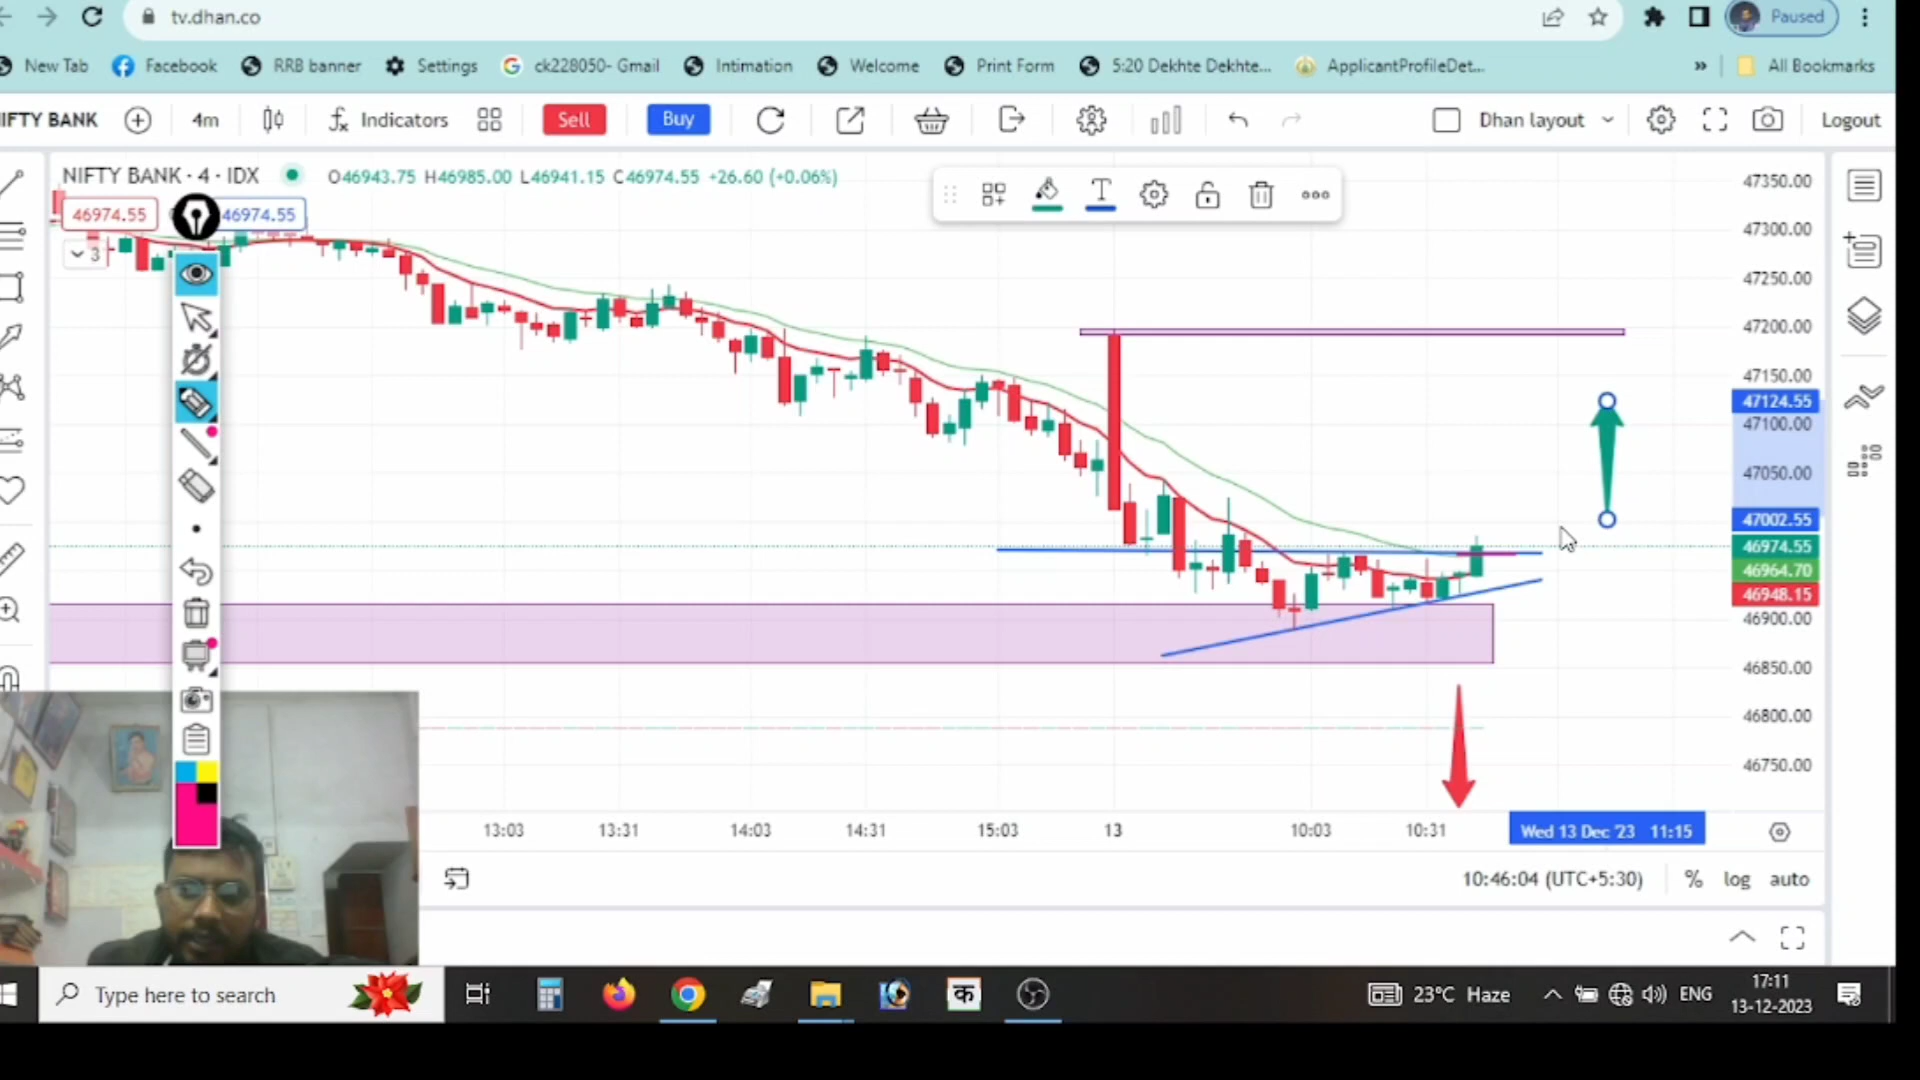 tv.dhan.co
Paused
New Tab Facebook RRB banner Settings ck228050- Gmail Intimation Welcome Print Form 5:20 Dekhte Dekhte... ApplicantProfileDet... » All Bookmarks
IFTY BANK 4m Indicators Sell Buy Dhan layout Logout
NIFTY BANK · 4 · IDX O46943.75 H46985.00 L46941.15 C46974.55 +26.60 (+0.06%)
46974.55 46974.55
3
47350.00
47300.00
47250.00
47200.00
47150.00
47124.55
47100.00
47050.00
47002.55
46974.55
46964.70
46948.15
46900.00
46850.00
46800.00
46750.00
13:03 13:31 14:03 14:31 15:03 13 10:03 10:31 Wed 13 Dec '23 11:15
10:46:04 (UTC+5:30) % log auto
Type here to search
क
23°C Haze
ENG
17:11
13-12-2023